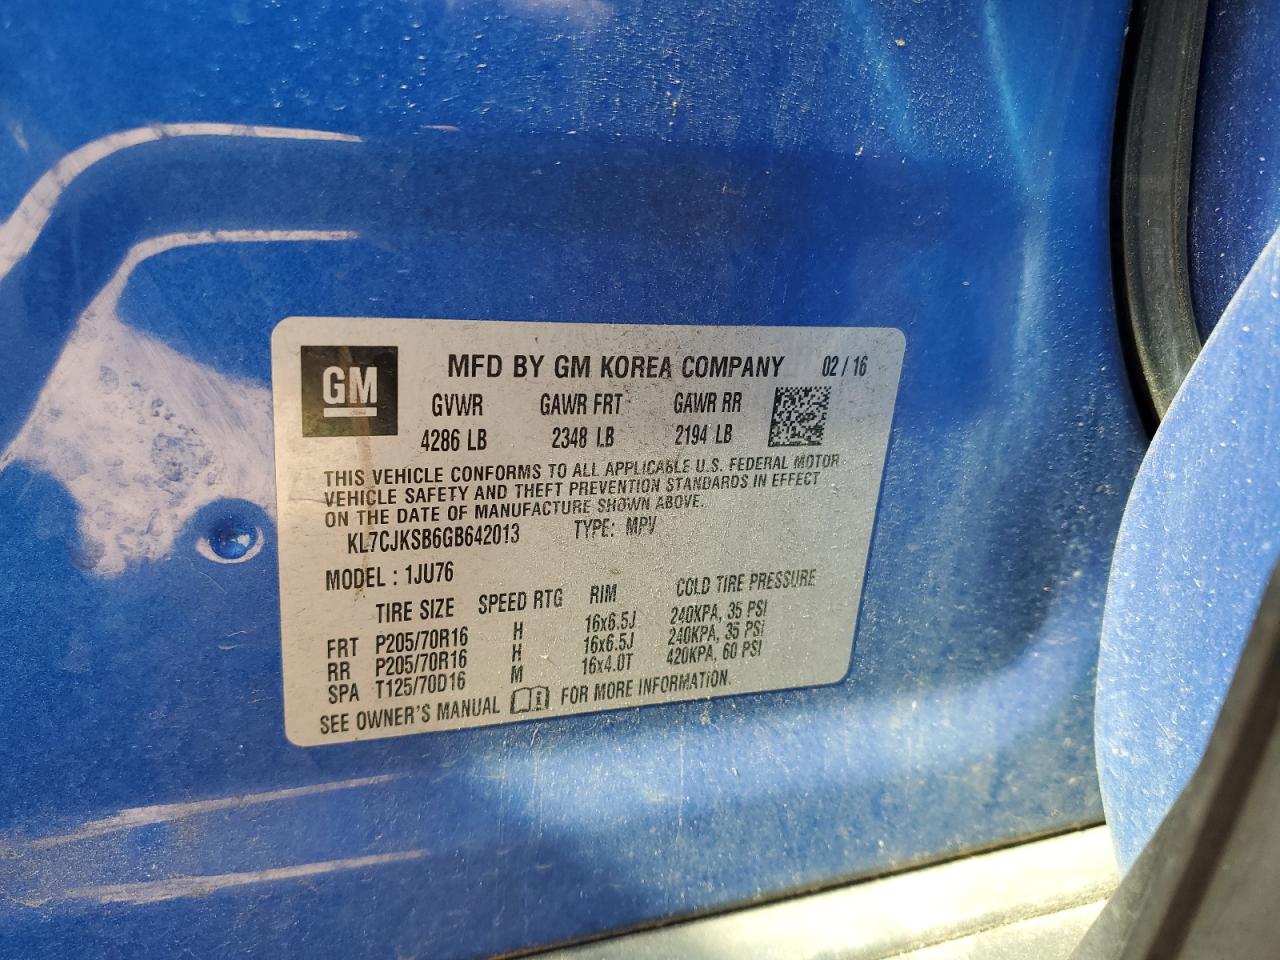 GM
MFD BY GM KOREA COMPANY 02/16
GVWR GAWR FRT GAWR RR
4286 LB 2348 LB 2194 LB
THIS VEHICLE CONFORMS TO ALL APPLICABLE U.S. FEDERAL MOTOR
VEHICLE SAFETY AND THEFT PREVENTION STANDARDS IN EFFECT
ON THE DATE OF MANUFACTURE SHOWN ABOVE.
KL7CJKSB6GB642013 TYPE: MPV
MODEL : 1JU76
TIRE SIZE SPEED RTG RIM COLD TIRE PRESSURE
FRT P205/70R16 H 16x6.5J 240KPA, 35 PSI
RR P205/70R16 H 16x6.5J 240KPA, 35 PSI
SPA T125/70D16 M 16x4.0T 420KPA, 60 PSI
SEE OWNER'S MANUAL FOR MORE INFORMATION.